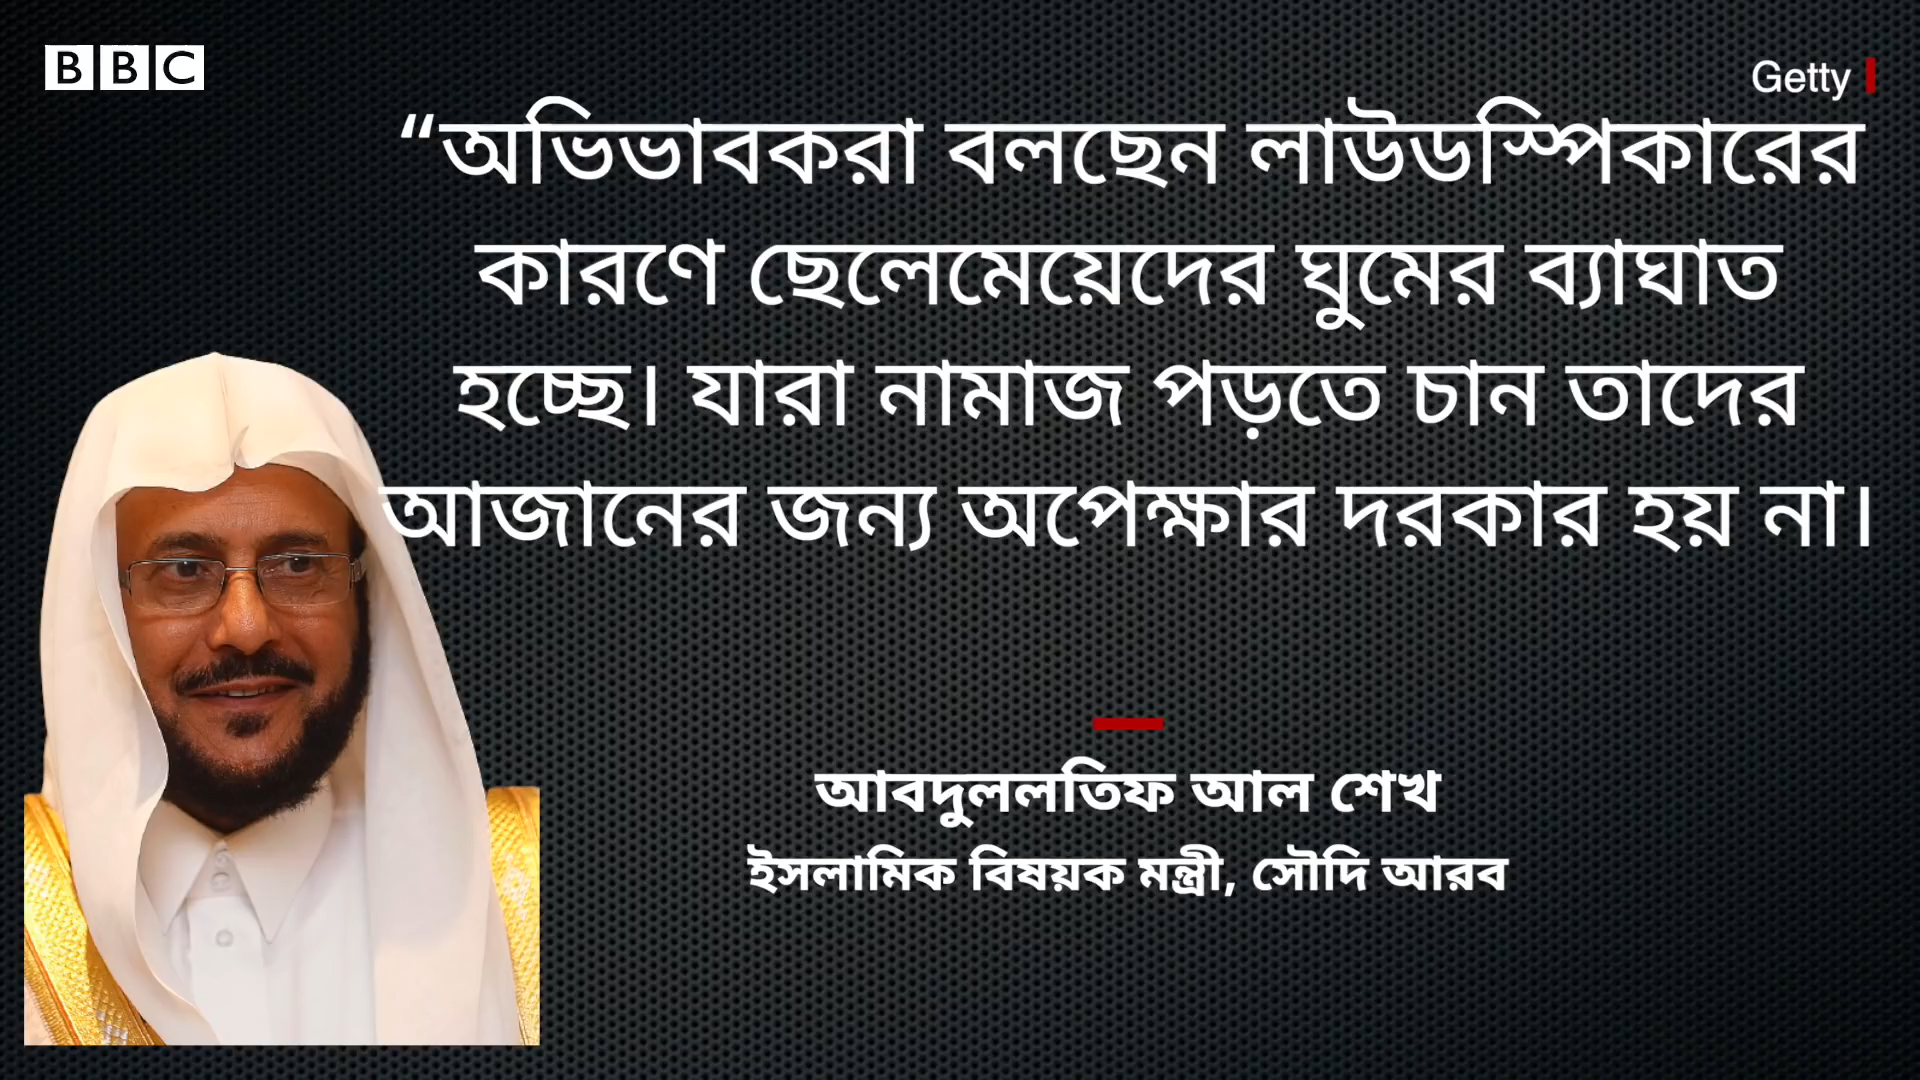 BBC
Getty
“অভিভাবকরা বলছেন লাউডস্পিকারের
কারণে ছেলেমেয়েদের ঘুমের ব্যাঘাত
হচ্ছে। যারা নামাজ পড়তে চান তাদের
আজানের জন্য অপেক্ষার দরকার হয় না।
আবদুললতিফ আল শেখ
ইসলামিক বিষয়ক মন্ত্রী, সৌদি আরব